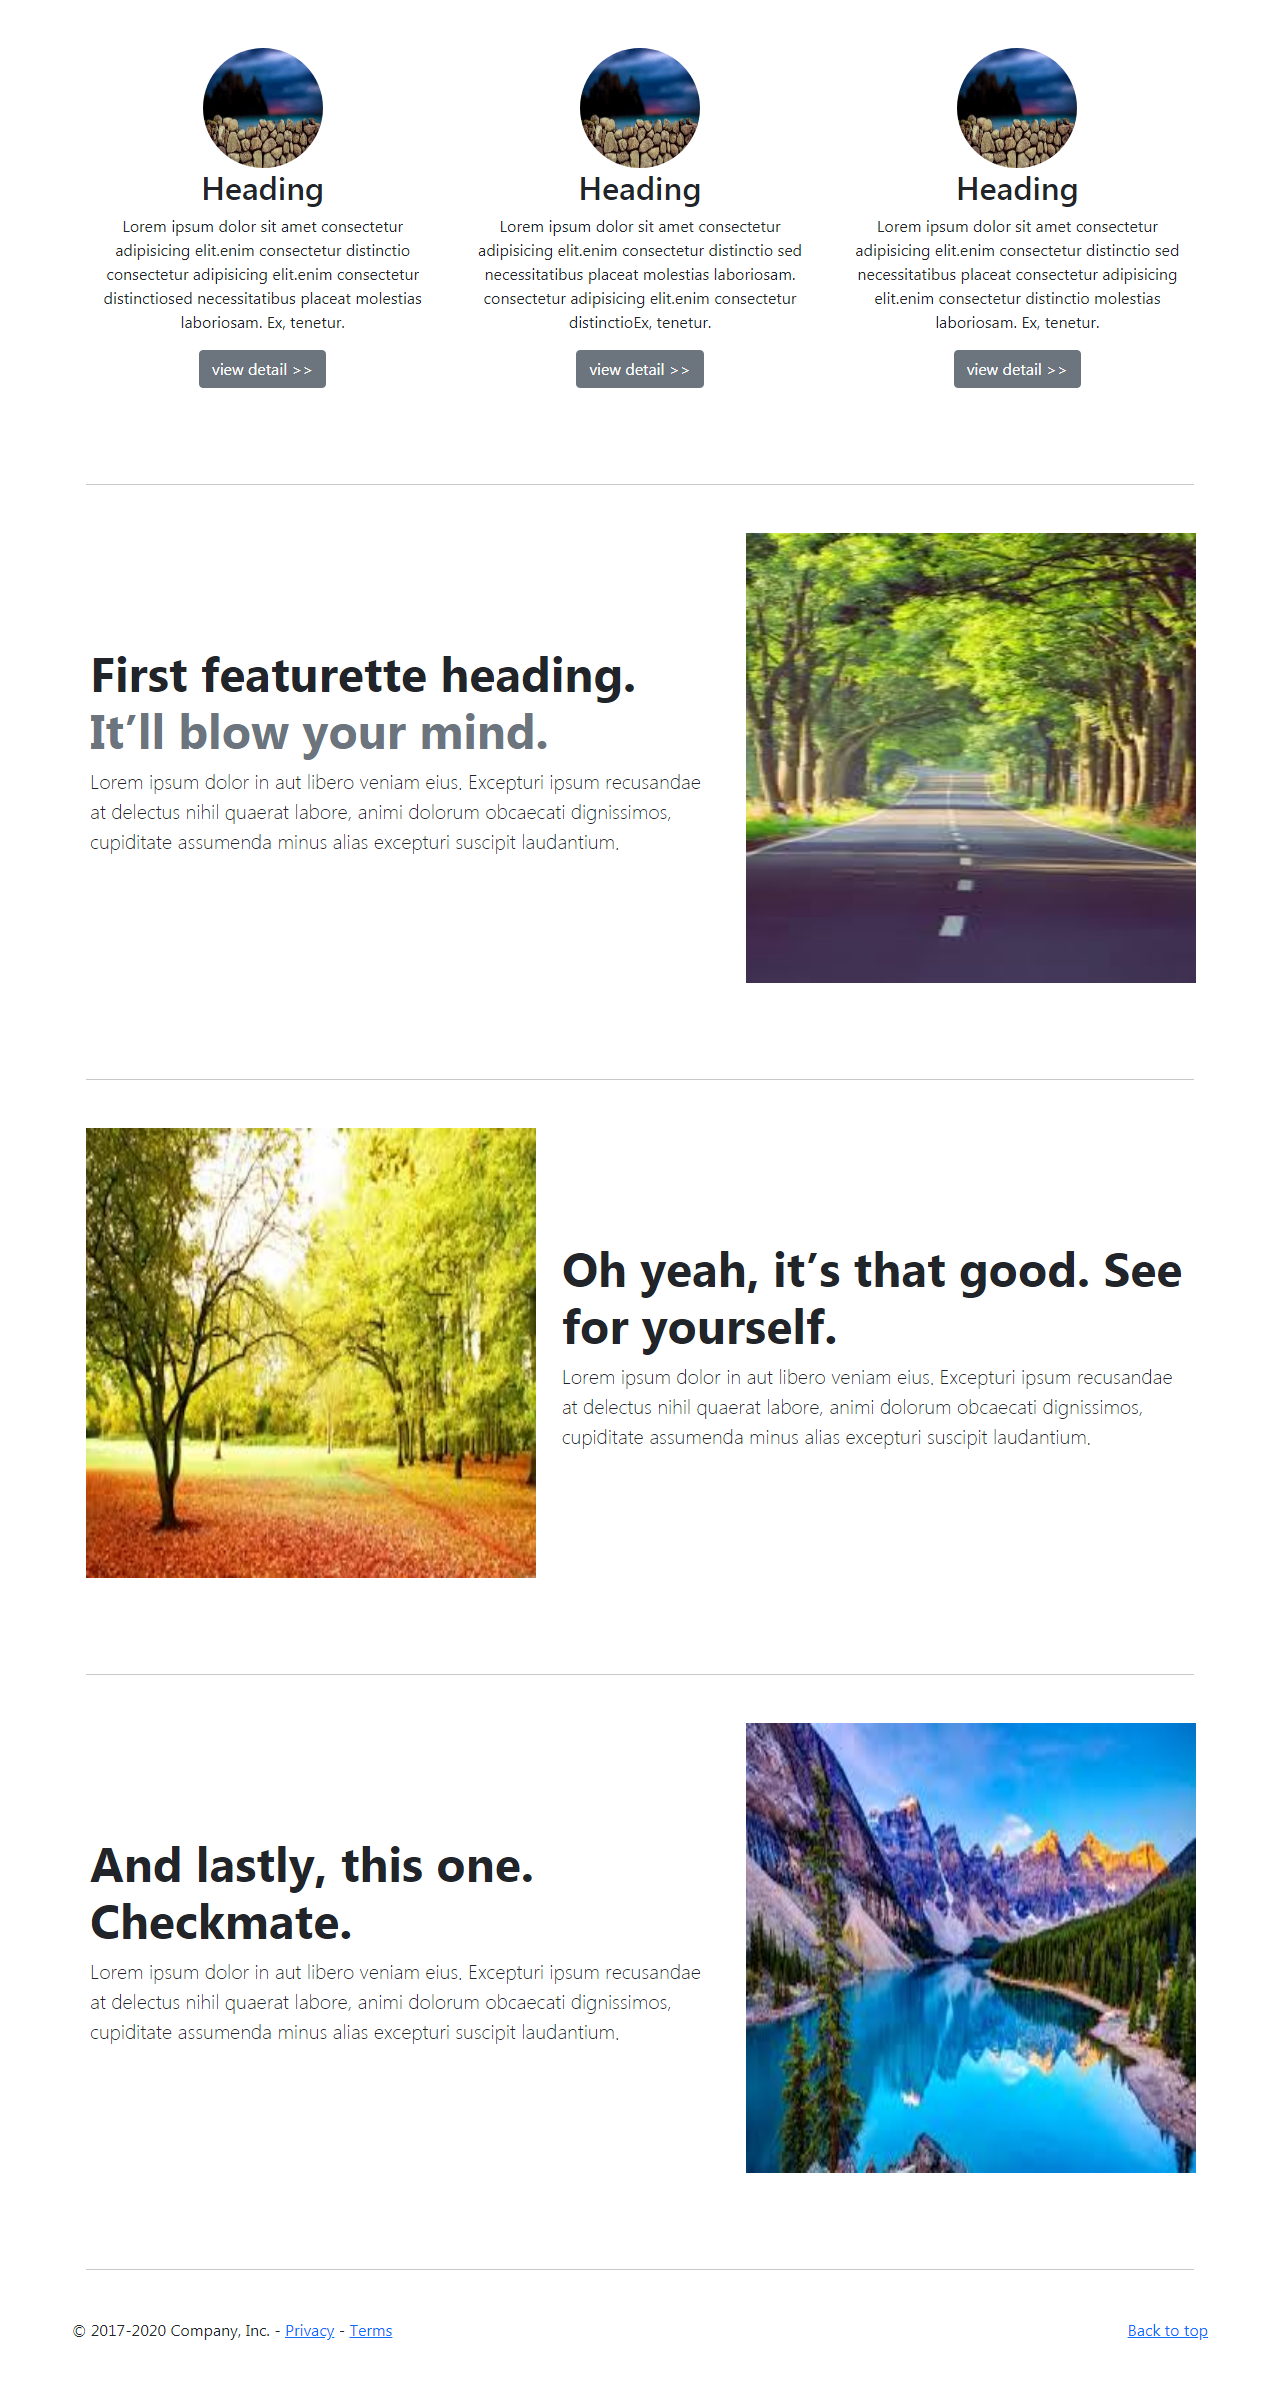 Heading
Lorem ipsum dolor sit amet consectetur
adipisicing elit.enim consectetur distinctio
consectetur adipisicing elit.enim consectetur
distinctiosed necessitatibus placeat molestias
laboriosam. Ex, tenetur.
view detail >>
Heading
Lorem ipsum dolor sit amet consectetur
adipisicing elit.enim consectetur distinctio sed
necessitatibus placeat molestias laboriosam.
consectetur adipisicing elit.enim consectetur
distinctioEx, tenetur.
view detail >>
Heading
Lorem ipsum dolor sit amet consectetur
adipisicing elit.enim consectetur distinctio sed
necessitatibus placeat consectetur adipisicing
elit.enim consectetur distinctio molestias
laboriosam. Ex, tenetur.
view detail >>
First featurette heading.
It’ll blow your mind.
Lorem ipsum dolor in aut libero veniam eius. Excepturi ipsum recusandae
at delectus nihil quaerat labore, animi dolorum obcaecati dignissimos,
cupiditate assumenda minus alias excepturi suscipit laudantium.
Oh yeah, it’s that good. See
for yourself.
Lorem ipsum dolor in aut libero veniam eius. Excepturi ipsum recusandae
at delectus nihil quaerat labore, animi dolorum obcaecati dignissimos,
cupiditate assumenda minus alias excepturi suscipit laudantium.
And lastly, this one.
Checkmate.
Lorem ipsum dolor in aut libero veniam eius. Excepturi ipsum recusandae
at delectus nihil quaerat labore, animi dolorum obcaecati dignissimos,
cupiditate assumenda minus alias excepturi suscipit laudantium.
© 2017-2020 Company, Inc. - Privacy - Terms
Back to top